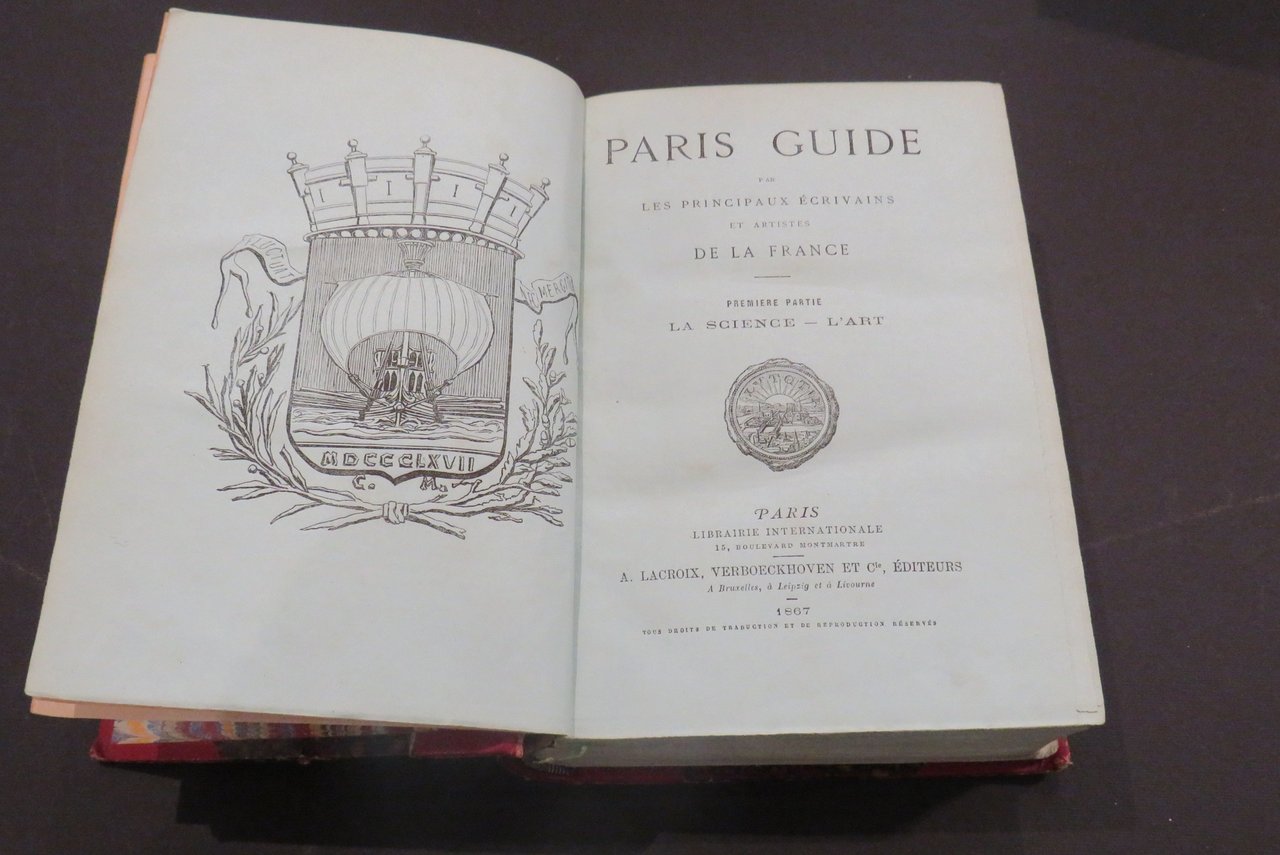 MERGI
MDCCCLXVII
C. M.
PARIS GUIDE
PAR
LES PRINCIPAUX ÉCRIVAINS
ET ARTISTES
DE LA FRANCE
PREMIÈRE PARTIE
LA SCIENCE — L'ART
PARIS
LIBRAIRIE INTERNATIONALE
15, BOULEVARD MONTMARTRE
A. LACROIX, VERBOECKHOVEN ET Cie, ÉDITEURS
A Bruxelles, à Leipzig et à Livourne
1867
TOUS DROITS DE TRADUCTION ET DE REPRODUCTION RÉSERVÉS